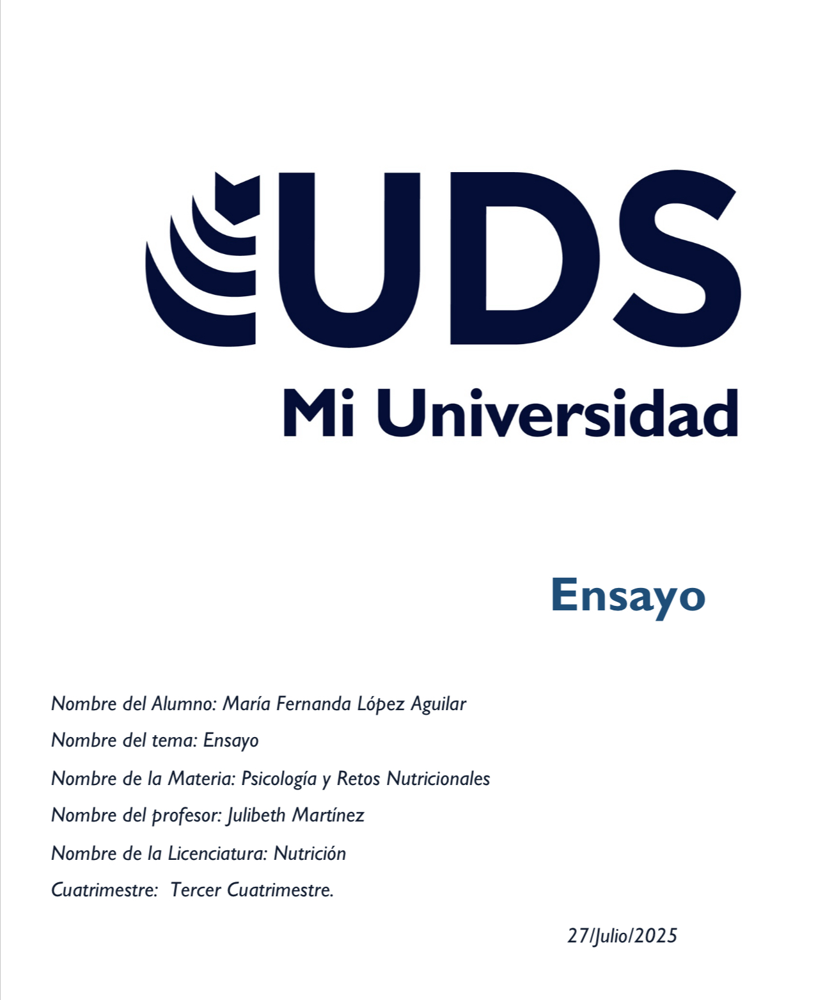 UDS
Mi Universidad
Ensayo
Nombre del Alumno: María Fernanda López Aguilar
Nombre del tema: Ensayo
Nombre de la Materia: Psicología y Retos Nutricionales
Nombre del profesor: Julibeth Martínez
Nombre de la Licenciatura: Nutrición
Cuatrimestre:  Tercer Cuatrimestre.
27/Julio/2025